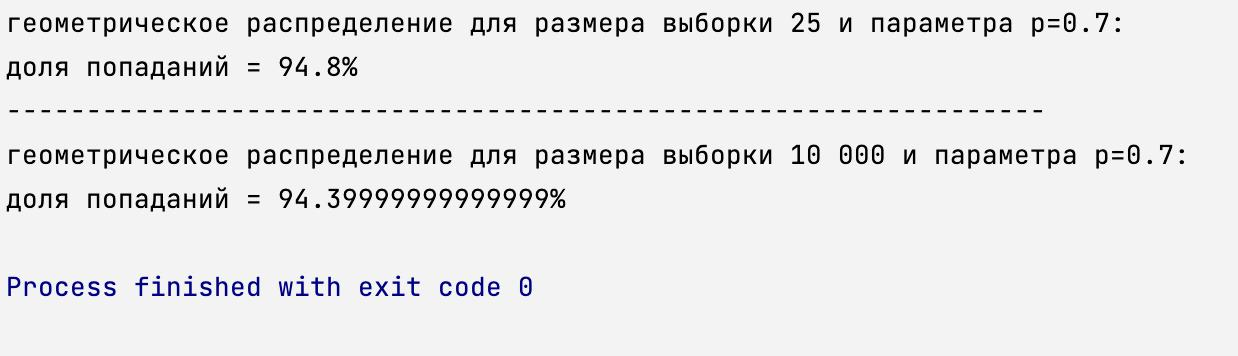 геометрическое распределение для размера выборки 25 и параметра p=0.7:
доля попаданий = 94.8%
-----------------------------------------------------------------
геометрическое распределение для размера выборки 10 000 и параметра p=0.7:
доля попаданий = 94.39999999999999%
Process finished with exit code 0